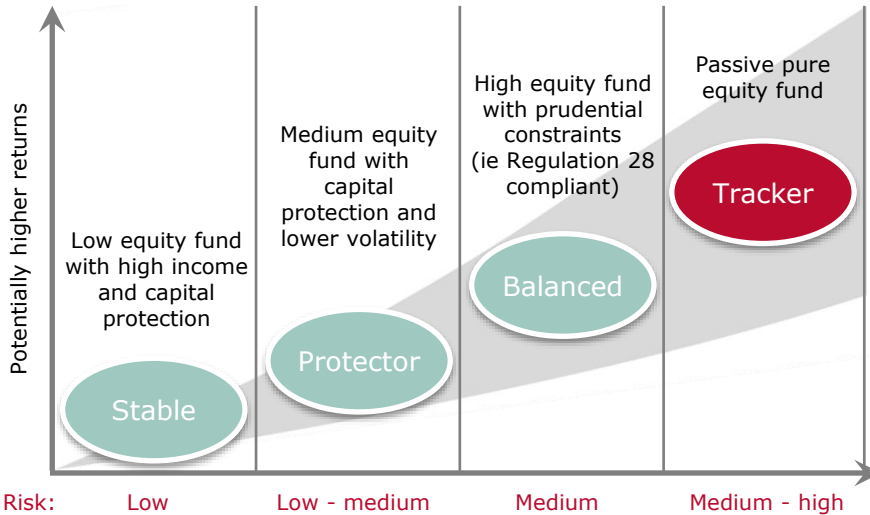 Potentially higher returns
Low equity fund
with high income
and capital
protection
Stable
Medium equity
fund with
capital
protection and
lower volatility
Protector
High equity fund
with prudential
constraints
(ie Regulation 28
compliant)
Balanced
Passive pure
equity fund
Tracker
Risk: Low Low - medium Medium Medium - high